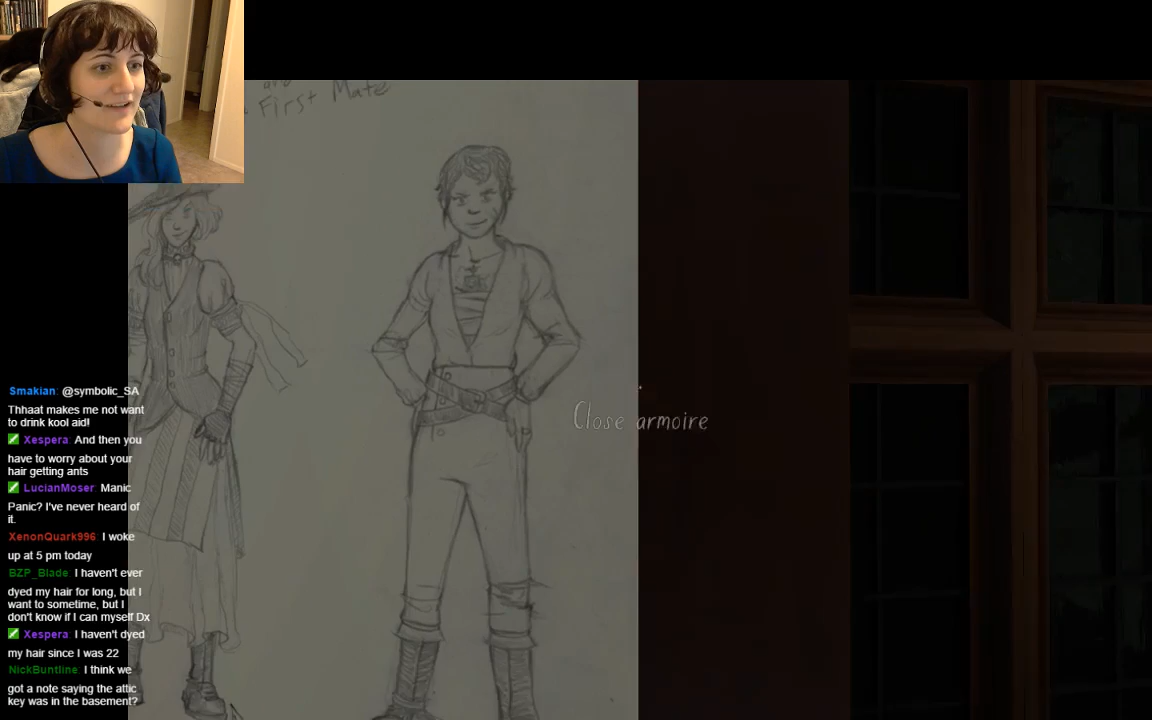 First Mate
Close armoire
Smakian: @symbolic_SA
Thhaat makes me not want
to drink kool aid!
Xespera: And then you
have to worry about your
hair getting ants
LucianMoser: Manic
Panic? I've never heard of
it.
XenonQuark996: I woke
up at 5 pm today
BZP_Blade: I haven't ever
dyed my hair for long, but I
want to sometime, but I
don't know if I can myself Dx
Xespera: I haven't dyed
my hair since I was 22
NickBuntline: I think we
got a note saying the attic
key was in the basement?